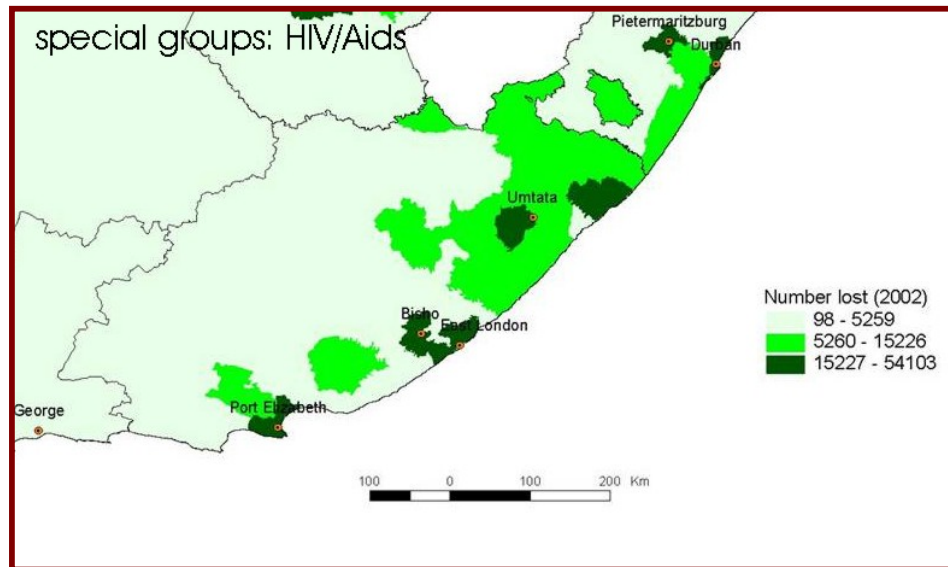 special groups: HIV/Aids
Pietermaritzburg
Durban
Umtata
Number lost (2002)
98 - 5259
5260 - 15226
15227 - 54103
Bisho
East London
George
Port Elizabeth
100 0 100 200 Km